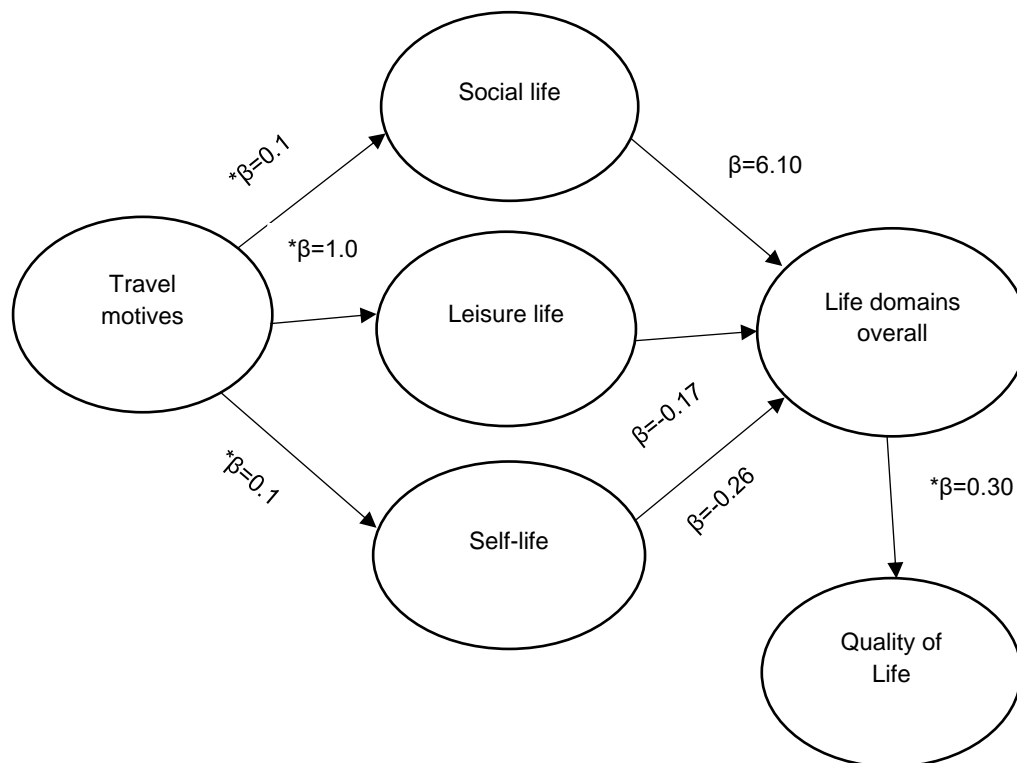 Social life
*β=0.1
β=6.10
*β=1.0
Travel
motives
Leisure life
Life domains
overall
β=-0.17
*β=0.1
β=-0.26
*β=0.30
Self-life
Quality of
Life